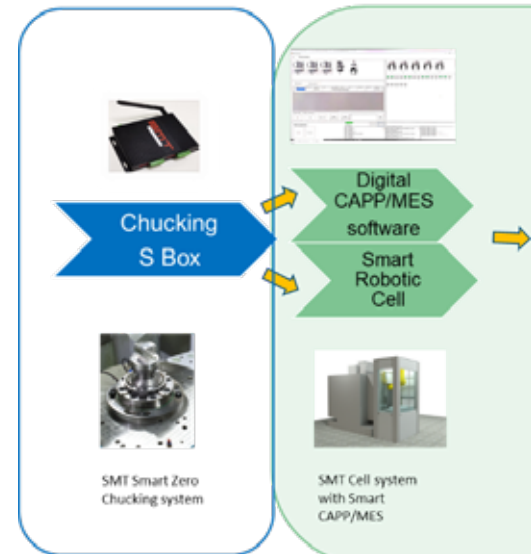 Chucking
S Box
Digital
CAPP/MES
software
Smart
Robotic
Cell
SMT Smart Zero
Chucking system
SMT Cell system
with Smart
CAPP/MES